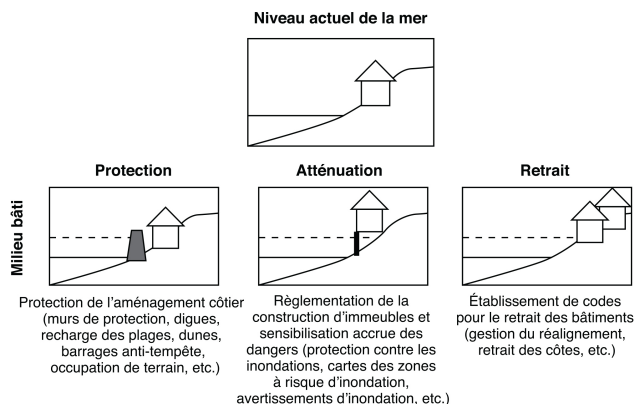 Niveau actuel de la mer
Protection
Atténuation
Retrait
Milieu bâti
Protection de l'aménagement côtier
(murs de protection, digues,
recharge des plages, dunes,
barrages anti-tempête,
occupation de terrain, etc.)
Règlementation de la
construction d'immeubles et
sensibilisation accrue des
dangers (protection contre les
inondations, cartes des zones
à risque d'inondation,
avertissements d'inondation, etc.)
Établissement de codes
pour le retrait des bâtiments
(gestion du réalignement,
retrait des côtes, etc.)